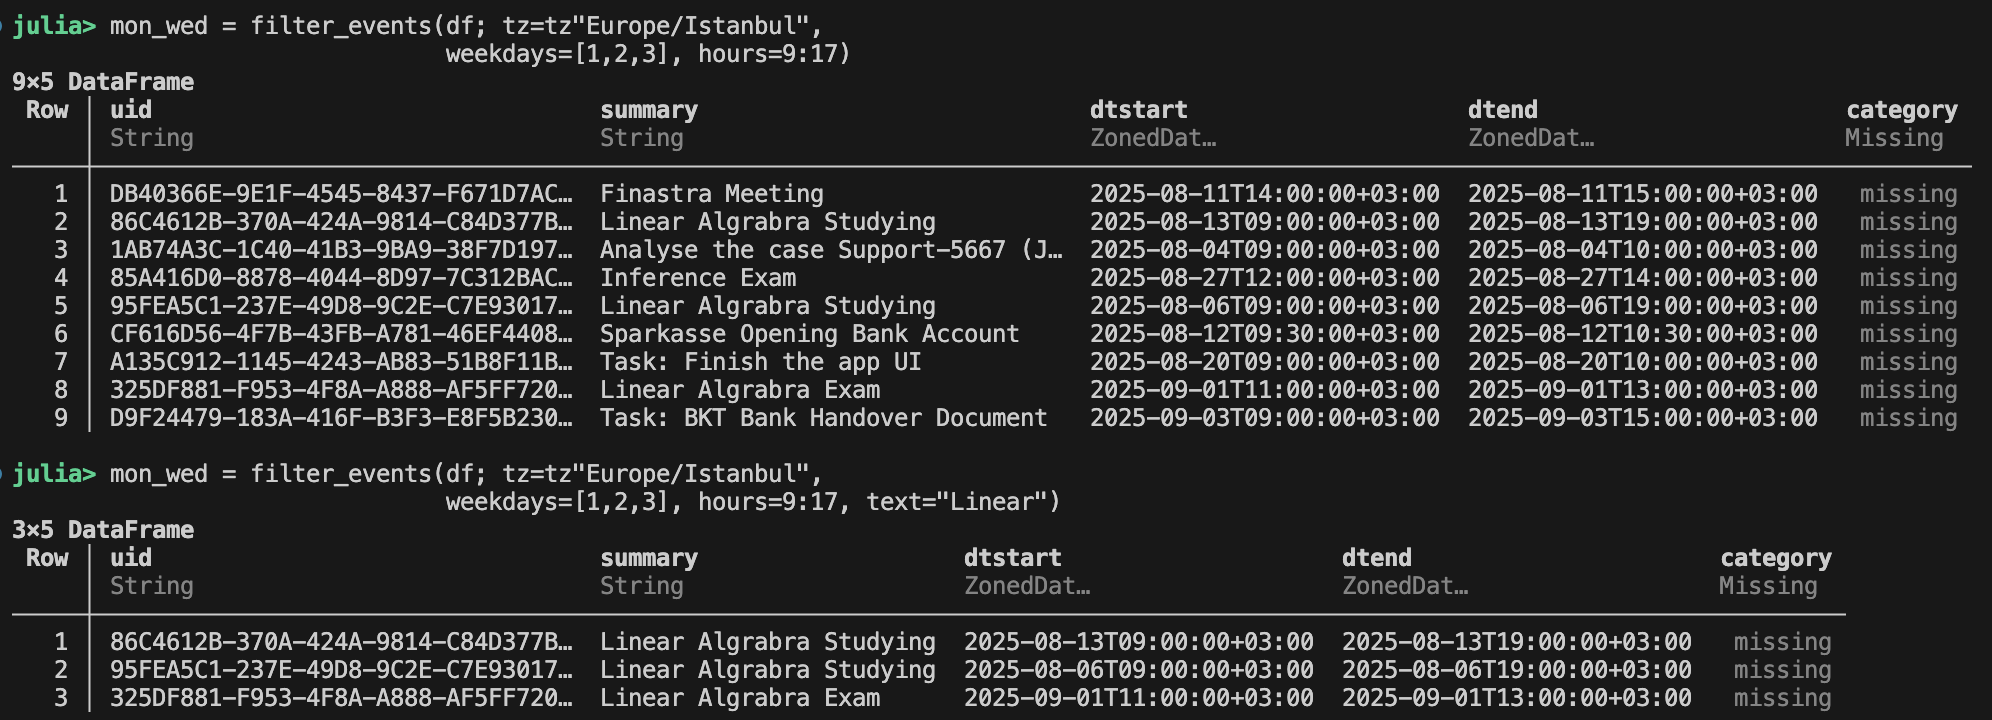 julia> mon_wed = filter_events(df; tz=tz"Europe/Istanbul",
                               weekdays=[1,2,3], hours=9:17)
9×5 DataFrame
 Row │ uid                                summary                            dtstart                    dtend                      category
     │ String                             String                             ZonedDat…                  ZonedDat…                  Missing
   1 │ DB40366E-9E1F-4545-8437-F671D7AC…  Finastra Meeting                   2025-08-11T14:00:00+03:00  2025-08-11T15:00:00+03:00   missing
   2 │ 86C4612B-370A-424A-9814-C84D377B…  Linear Algrabra Studying           2025-08-13T09:00:00+03:00  2025-08-13T19:00:00+03:00   missing
   3 │ 1AB74A3C-1C40-41B3-9BA9-38F7D197…  Analyse the case Support-5667 (J…  2025-08-04T09:00:00+03:00  2025-08-04T10:00:00+03:00   missing
   4 │ 85A416D0-8878-4044-8D97-7C312BAC…  Inference Exam                     2025-08-27T12:00:00+03:00  2025-08-27T14:00:00+03:00   missing
   5 │ 95FEA5C1-237E-49D8-9C2E-C7E93017…  Linear Algrabra Studying           2025-08-06T09:00:00+03:00  2025-08-06T19:00:00+03:00   missing
   6 │ CF616D56-4F7B-43FB-A781-46EF4408…  Sparkasse Opening Bank Account     2025-08-12T09:30:00+03:00  2025-08-12T10:30:00+03:00   missing
   7 │ A135C912-1145-4243-AB83-51B8F11B…  Task: Finish the app UI            2025-08-20T09:00:00+03:00  2025-08-20T10:00:00+03:00   missing
   8 │ 325DF881-F953-4F8A-A888-AF5FF720…  Linear Algrabra Exam               2025-09-01T11:00:00+03:00  2025-09-01T13:00:00+03:00   missing
   9 │ D9F24479-183A-416F-B3F3-E8F5B230…  Task: BKT Bank Handover Document   2025-09-03T09:00:00+03:00  2025-09-03T15:00:00+03:00   missing
julia> mon_wed = filter_events(df; tz=tz"Europe/Istanbul",
                               weekdays=[1,2,3], hours=9:17, text="Linear")
3×5 DataFrame
 Row │ uid                                summary                   dtstart                    dtend                      category
     │ String                             String                    ZonedDat…                  ZonedDat…                  Missing
   1 │ 86C4612B-370A-424A-9814-C84D377B…  Linear Algrabra Studying  2025-08-13T09:00:00+03:00  2025-08-13T19:00:00+03:00   missing
   2 │ 95FEA5C1-237E-49D8-9C2E-C7E93017…  Linear Algrabra Studying  2025-08-06T09:00:00+03:00  2025-08-06T19:00:00+03:00   missing
   3 │ 325DF881-F953-4F8A-A888-AF5FF720…  Linear Algrabra Exam      2025-09-01T11:00:00+03:00  2025-09-01T13:00:00+03:00   missing